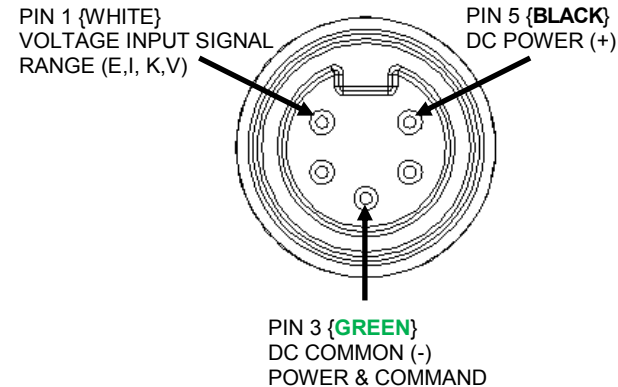 PIN 1 {WHITE}
VOLTAGE INPUT SIGNAL
RANGE (E,I, K,V)
PIN 5 {BLACK}
DC POWER (+)
PIN 3 {GREEN}
DC COMMON (-)
POWER & COMMAND